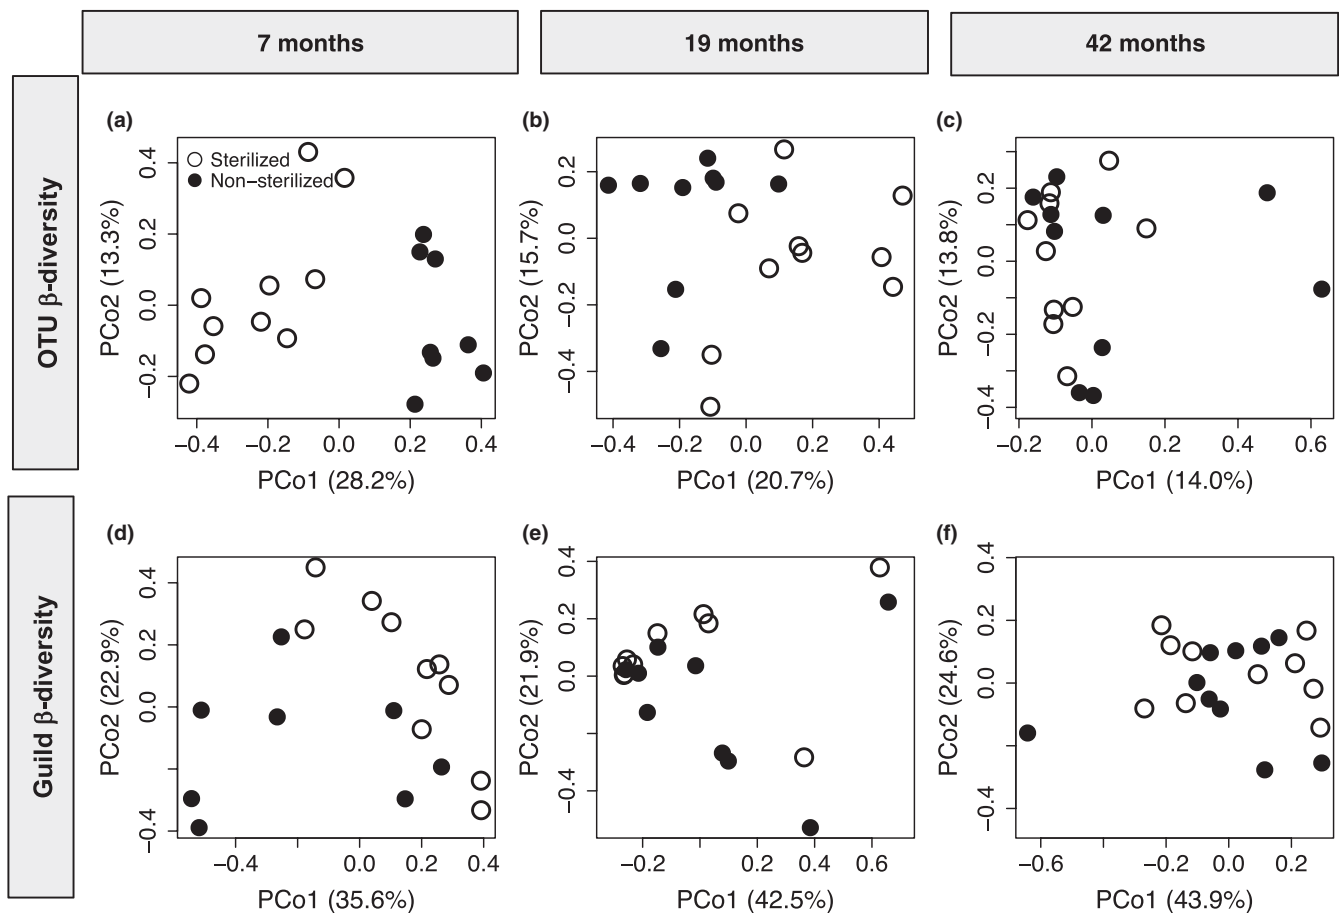 7 months
19 months
42 months
OTU β-diversity
(a)
Sterilized
Non−sterilized
PCo2 (13.3%)
0.4
0.2
0.0
−0.2
−0.4 −0.2 0.0 0.2 0.4
PCo1 (28.2%)
(b)
PCo2 (15.7%)
0.2
0.0
−0.2
−0.4
−0.4 −0.2 0.0 0.2 0.4
PCo1 (20.7%)
(c)
PCo2 (13.8%)
0.2
0.0
−0.2
−0.4
−0.2 0.0 0.2 0.4 0.6
PCo1 (14.0%)
Guild β-diversity
(d)
PCo2 (22.9%)
0.4
0.2
0.0
−0.4
−0.4 0.0 0.2 0.4
PCo1 (35.6%)
(e)
PCo2 (21.9%)
0.4
0.2
0.0
−0.4
−0.2 0.2 0.4 0.6
PCo1 (42.5%)
(f)
PCo2 (24.6%)
0.4
0.2
0.0
−0.4
−0.6 −0.2 0.0 0.2
PCo1 (43.9%)